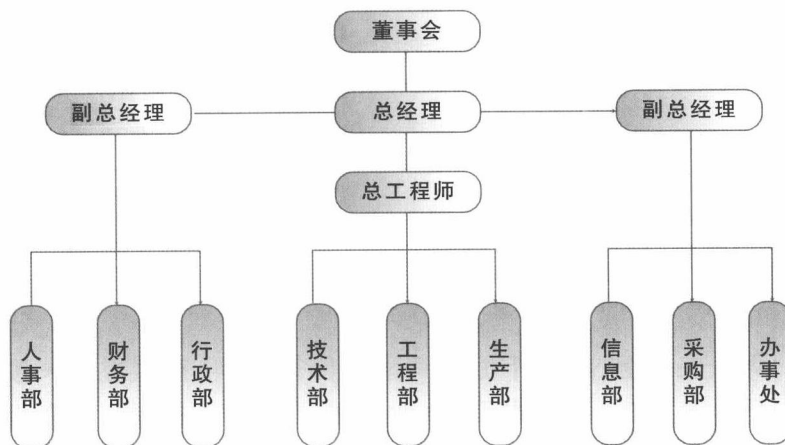 董事会
副总经理
总经理
副总经理
总工程师
人事部
财务部
行政部
技术部
工程部
生产部
信息部
采购部
办事处